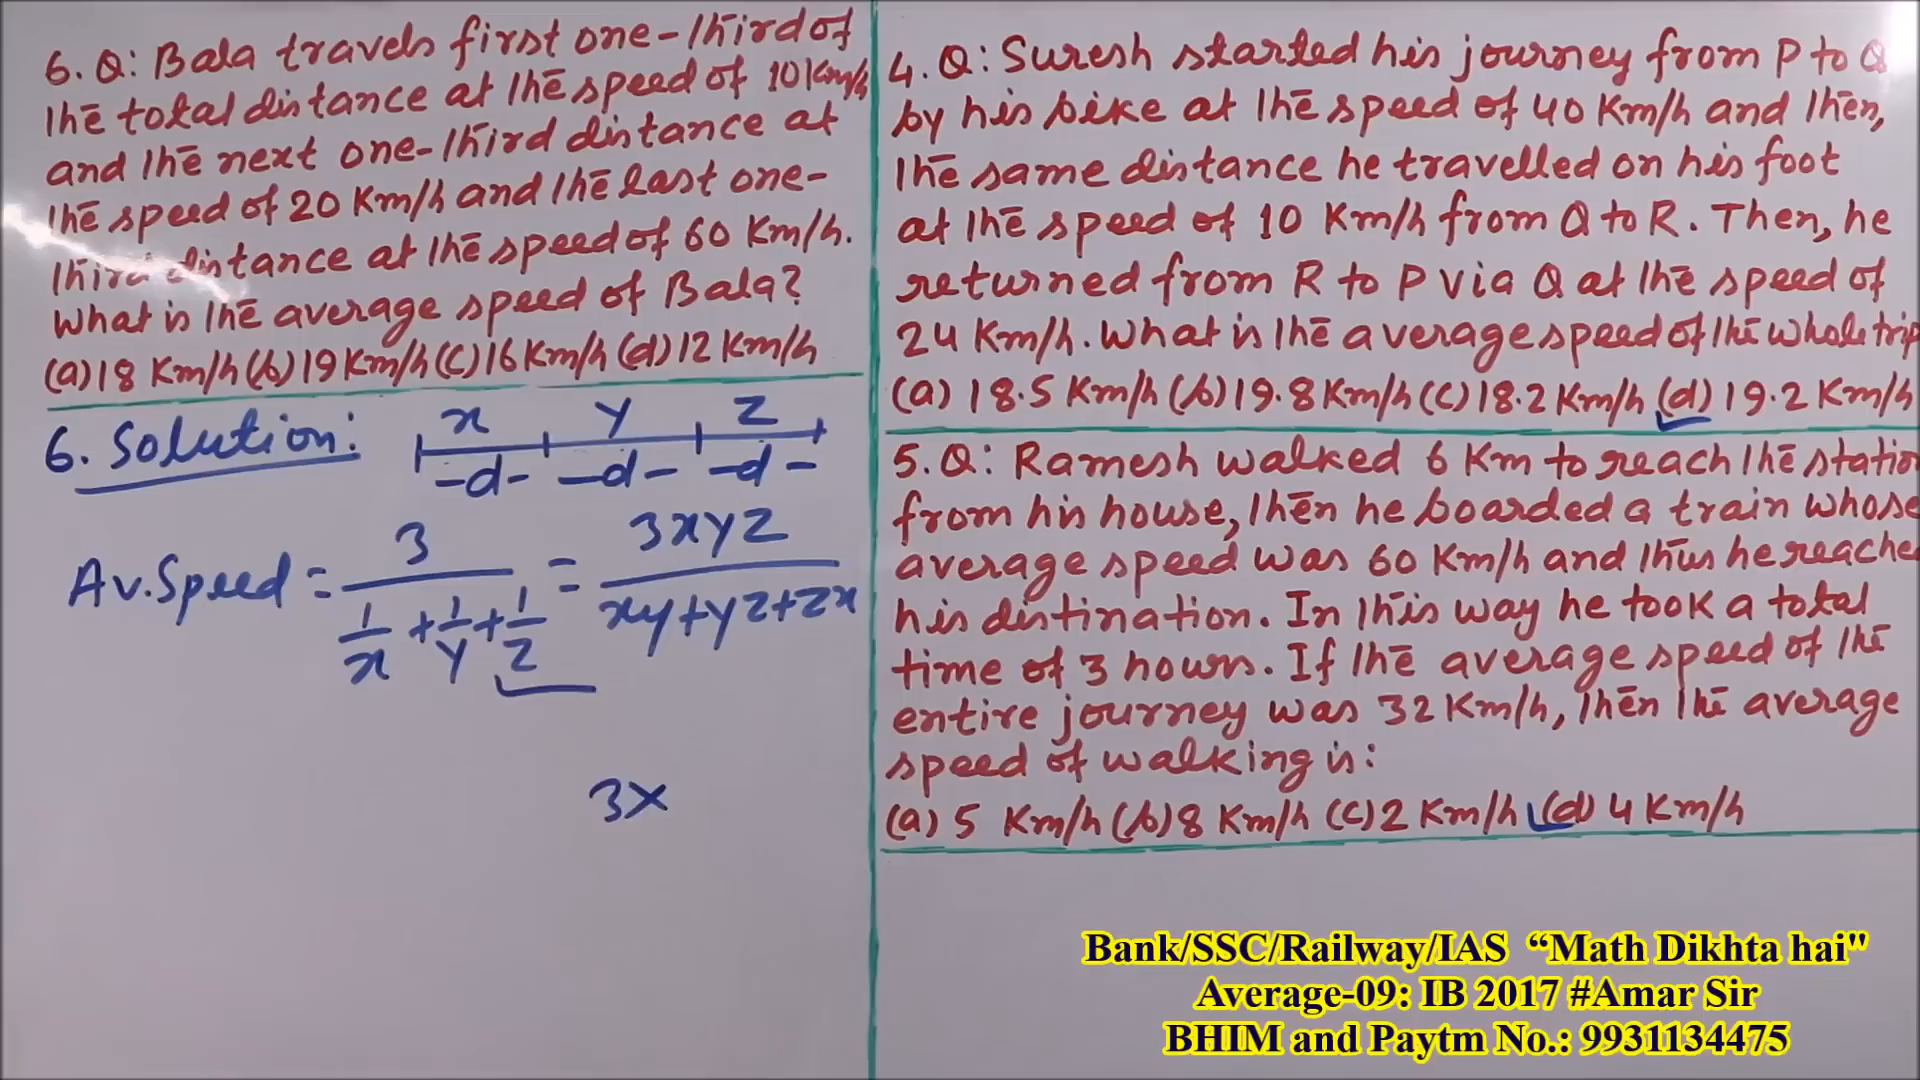 6. Q: Bala travels first one-third of
the total distance at the speed of 10 Km/h
and the next one-third distance at
the speed of 20 Km/h and the last one-
third distance at the speed of 60 Km/h.
What is the average speed of Bala?
(a) 18 Km/h (b) 19 Km/h (c) 16 Km/h (d) 12 Km/h
6. Solution:
x y z
-d- -d- -d-
Av. Speed = 3 / (1/x + 1/y + 1/z) = 3xyz / (xy+yz+zx)
3x
4. Q: Suresh started his journey from P to Q
by his bike at the speed of 40 Km/h and then,
the same distance he travelled on his foot
at the speed of 10 Km/h from Q to R. Then, he
returned from R to P via Q at the speed of
24 Km/h. What is the average speed of the whole trip
(a) 18.5 Km/h (b) 19.8 Km/h (c) 18.2 Km/h (d) 19.2 Km/h
5. Q: Ramesh walked 6 Km to reach the statio
from his house, then he boarded a train whose
average speed was 60 Km/h and thus he reache
his distination. In this way he took a total
time of 3 hours. If the average speed of the
entire journey was 32 Km/h, then the average
speed of walking is:
(a) 5 Km/h (b) 8 Km/h (c) 2 Km/h (d) 4 Km/h
Bank/SSC/Railway/IAS “Math Dikhta hai"
Average-09: IB 2017 #Amar Sir
BHIM and Paytm No.: 9931134475